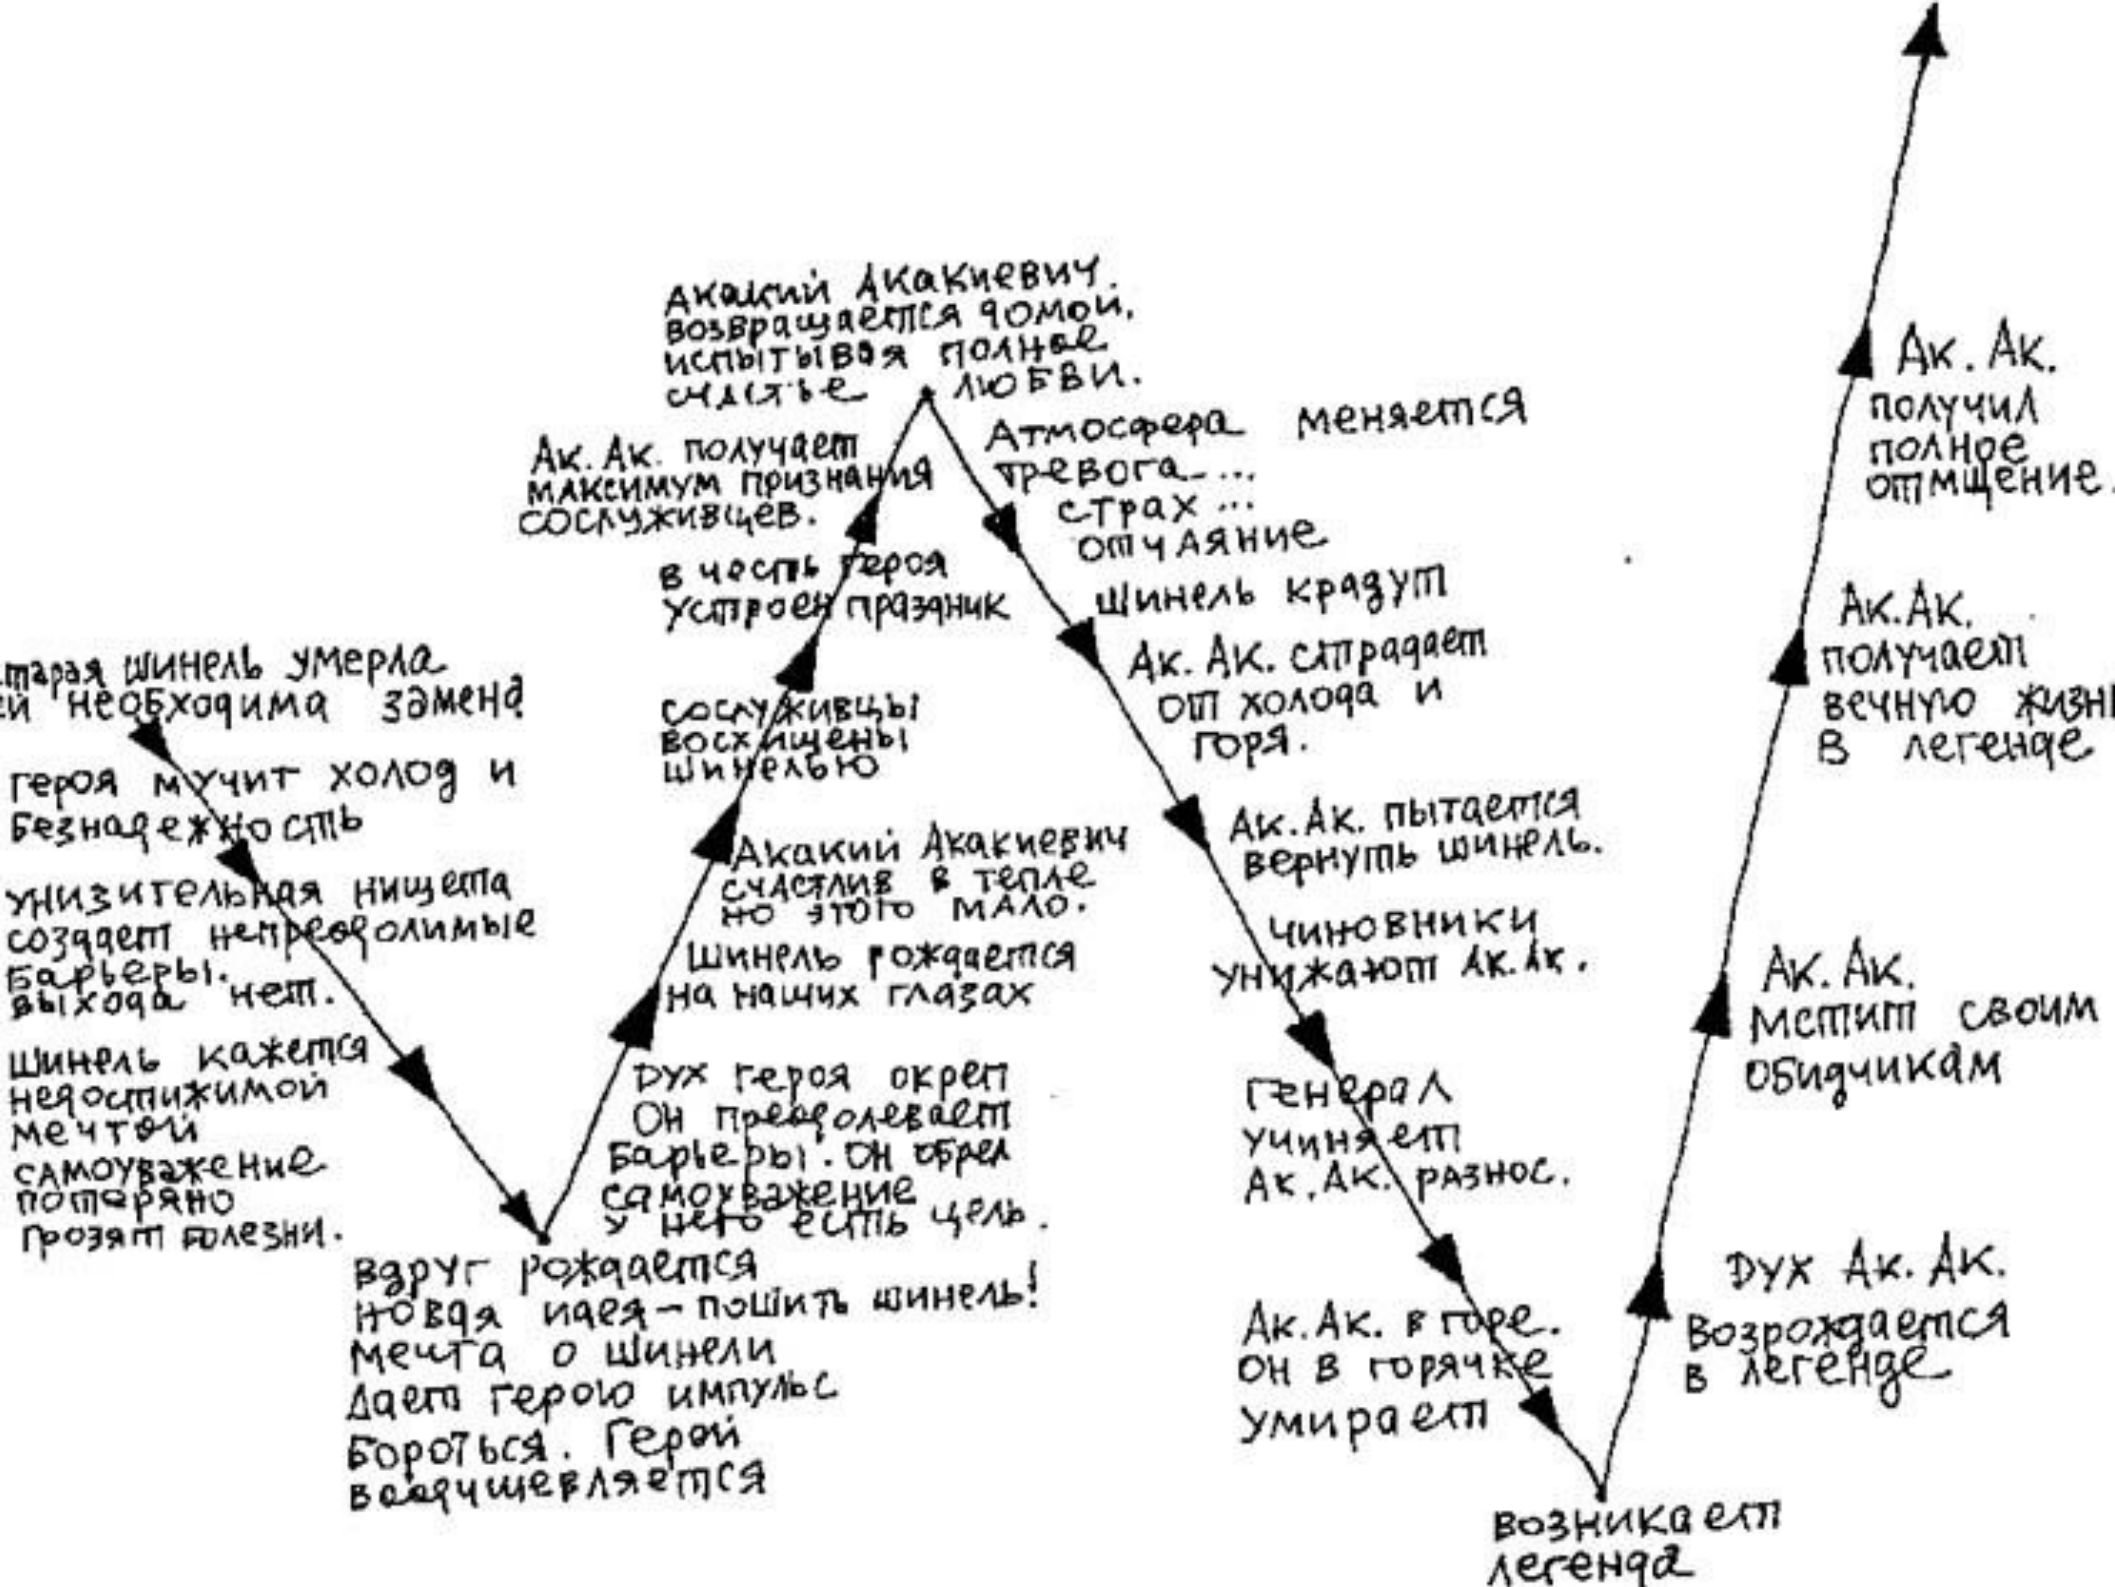 старая шинель умерла
ей необходима замена
героя мучит холод и
безнадежность
унизительная нищета
создает непреодолимые
барьеры.
выхода нет.
шинель кажется
недостижимой
мечтой
самоуважение
потеряно
грозят болезни.
вдруг рождается
новая идея – пошить шинель!
мечта о шинели
дает герою импульс
бороться. Герой
воодушевляется
дух героя окреп
он преодолевает
барьеры. он обрел
самоуважение
у него есть цель.
шинель рождается
на наших глазах
Акакий Акакиевич
счастлив в тепле
но этого мало.
сослуживцы
восхищены
шинелью
в честь героя
устроен праздник
Ак. Ак. получает
максимум признания
сослуживцев.
Акакий Акакиевич.
возвращается домой,
испытывая полное
счастье любви.
Атмосфера меняется
тревога....
страх ...
отчаяние
шинель крадут
Ак. Ак. страдает
от холода и
горя.
Ак. Ак. пытается
вернуть шинель.
чиновники
унижают Ак. Ак.
генерал
учиняет
Ак. Ак. разнос.
Ак. Ак. в горе.
он в горячке
умирает
возникает
легенда
дух Ак. Ак.
возрождается
в легенде
Ак. Ак.
мстит своим
обидчикам
Ак. Ак.
получает
вечную жизнь
в легенде
Ак. Ак.
получил
полное
отмщение.